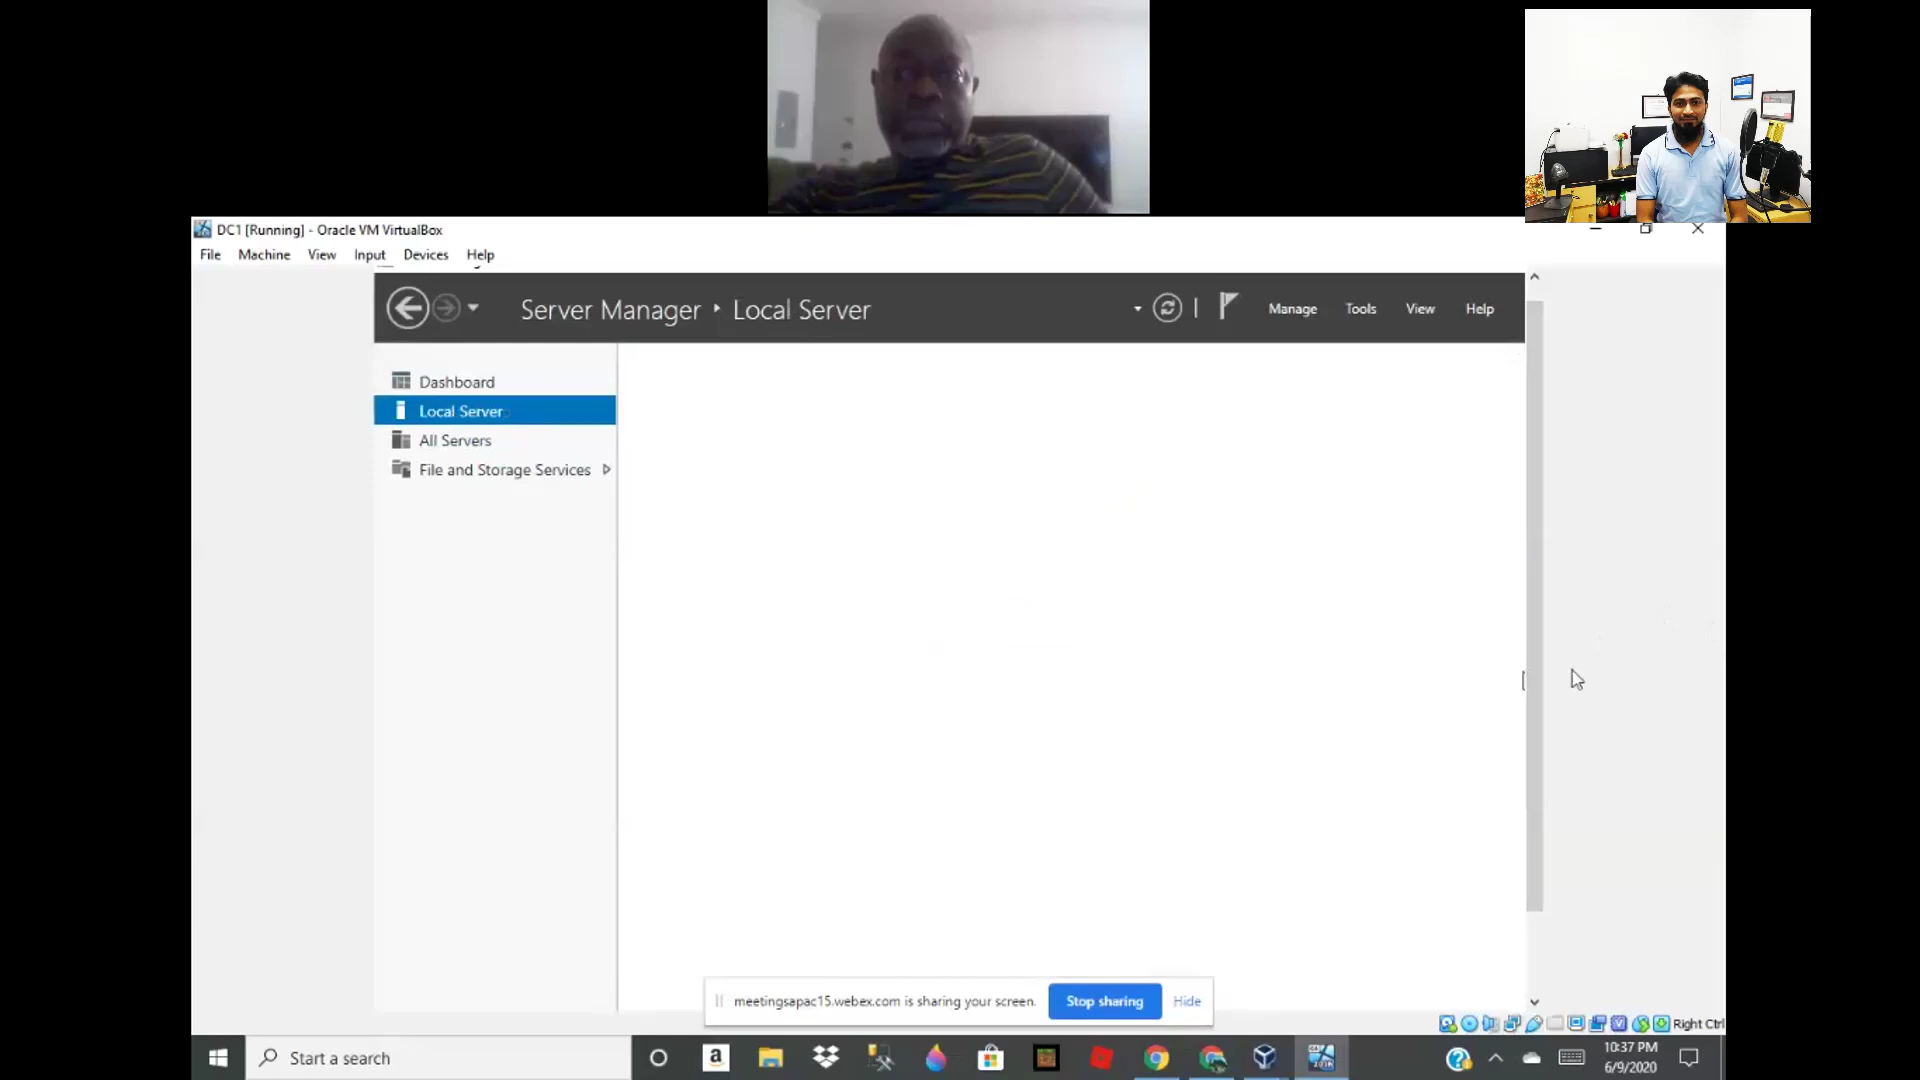 DC1 [Running] - Oracle VM VirtualBox
File Machine View Input Devices Help
Server Manager ‣ Local Server
Manage Tools View Help
Dashboard
Local Server
All Servers
File and Storage Services
meetingsapac15.webex.com is sharing your screen.
Stop sharing
Hide
Right Ctrl
Start a search
10:37 PM
6/9/2020